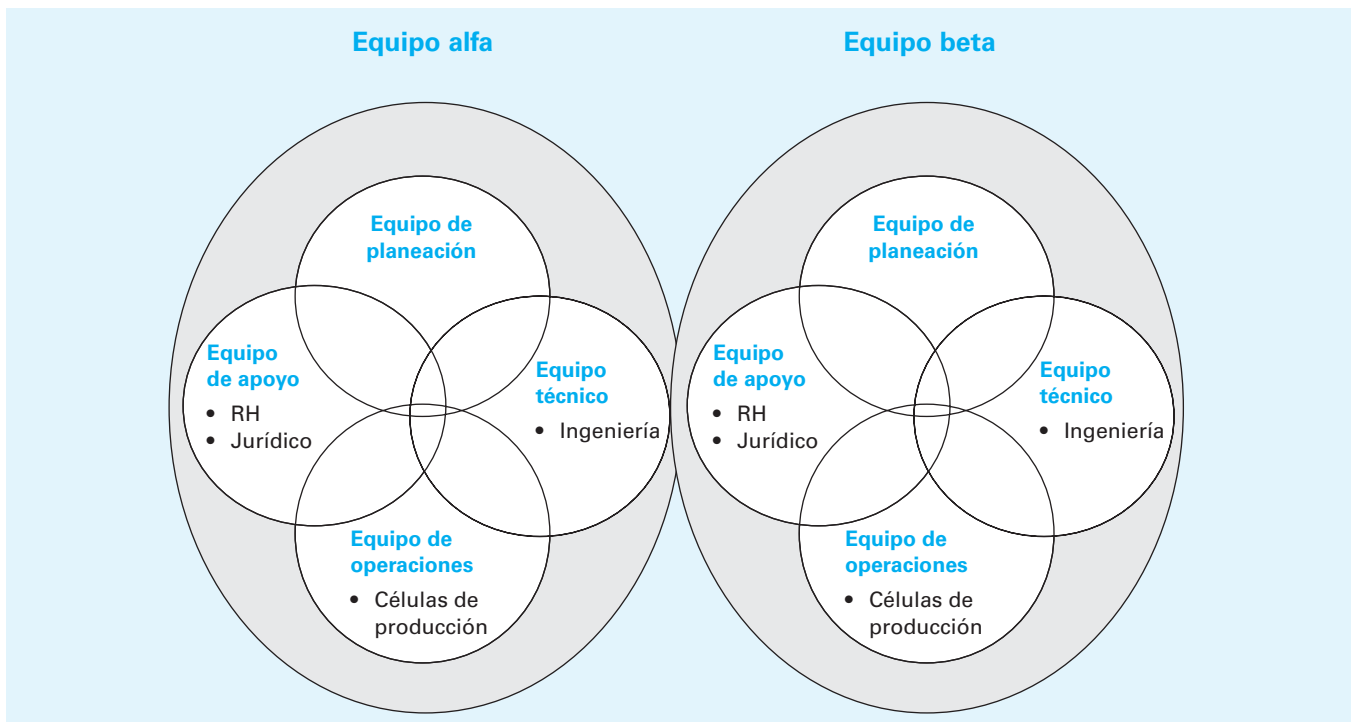 Equipo alfa
Equipo de
planeación
Equipo
de apoyo
• RH
• Jurídico
Equipo
técnico
• Ingeniería
Equipo de
operaciones
• Células de
producción
Equipo beta
Equipo de
planeación
Equipo
de apoyo
• RH
• Jurídico
Equipo
técnico
• Ingeniería
Equipo de
operaciones
• Células de
producción